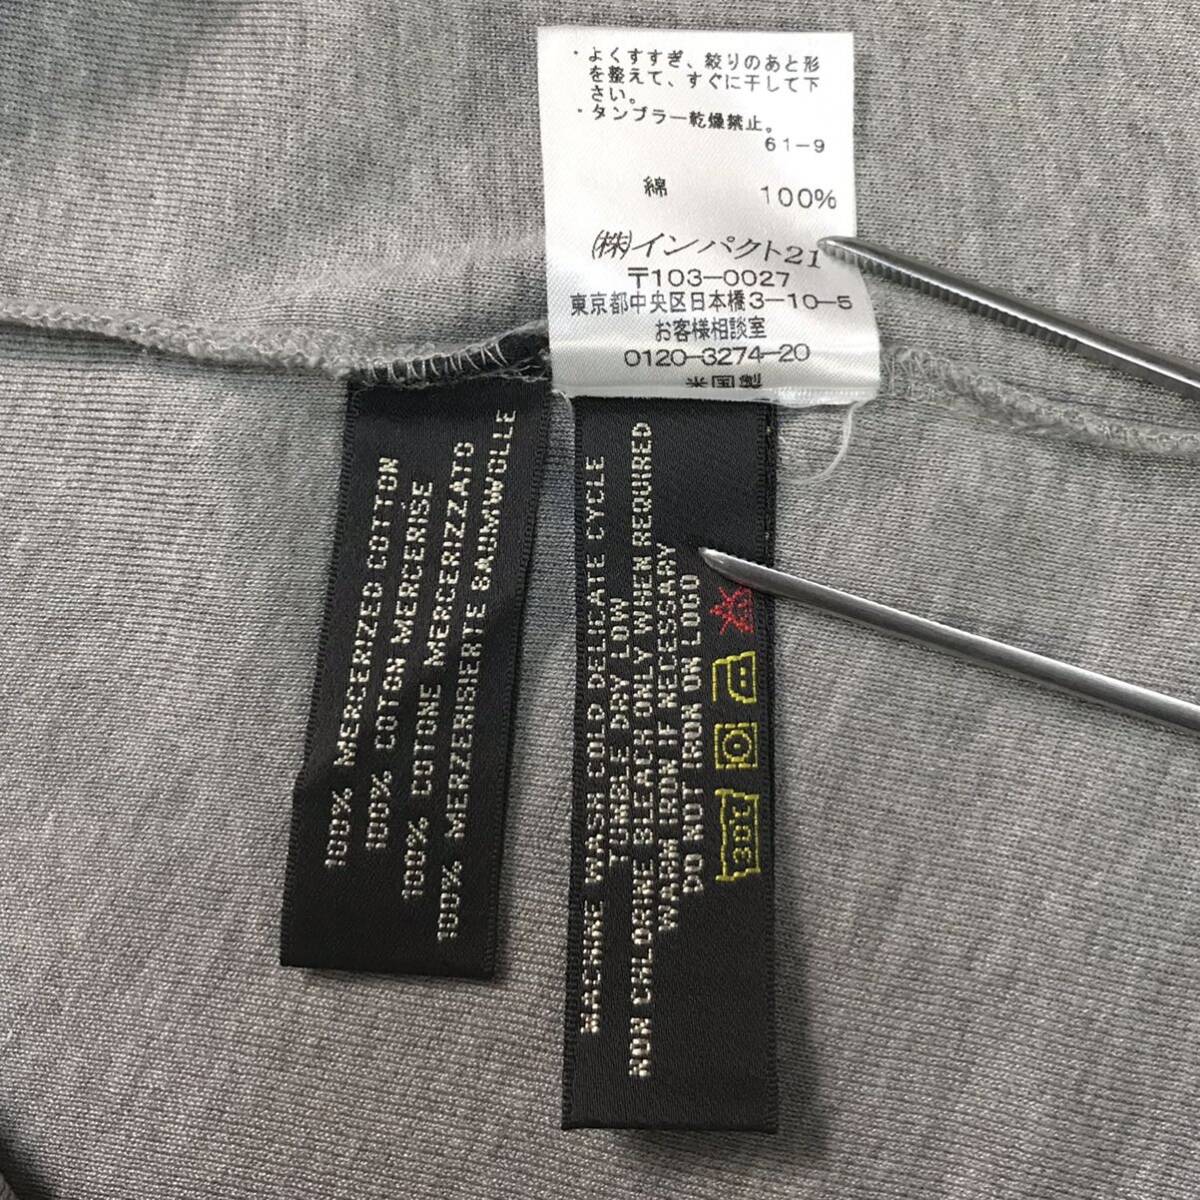 ・よくすすぎ、絞りのあと形
を整えて、すぐに干して下
さい。
・タンブラー乾燥禁止。
61-9
綿 100%
(株)インパクト21
〒103-0027
東京都中央区日本橋3-10-5
お客様相談室
0120-3274-20
米国
100% MERCERIZED COTTON
100% COTON MERCERISE
100% COTONE MERCERIZZATO
100% MERZERISIERTE BAUMWOLLE
MACHINE WASH COLD DELICATE CYCLE
TUMBLE DRY LOW
NON CHLORINE BLEACH ONLY WHEN REQUIRED
WARM IRON IF NECESSARY
DO NOT IRON ON LOGO
30c